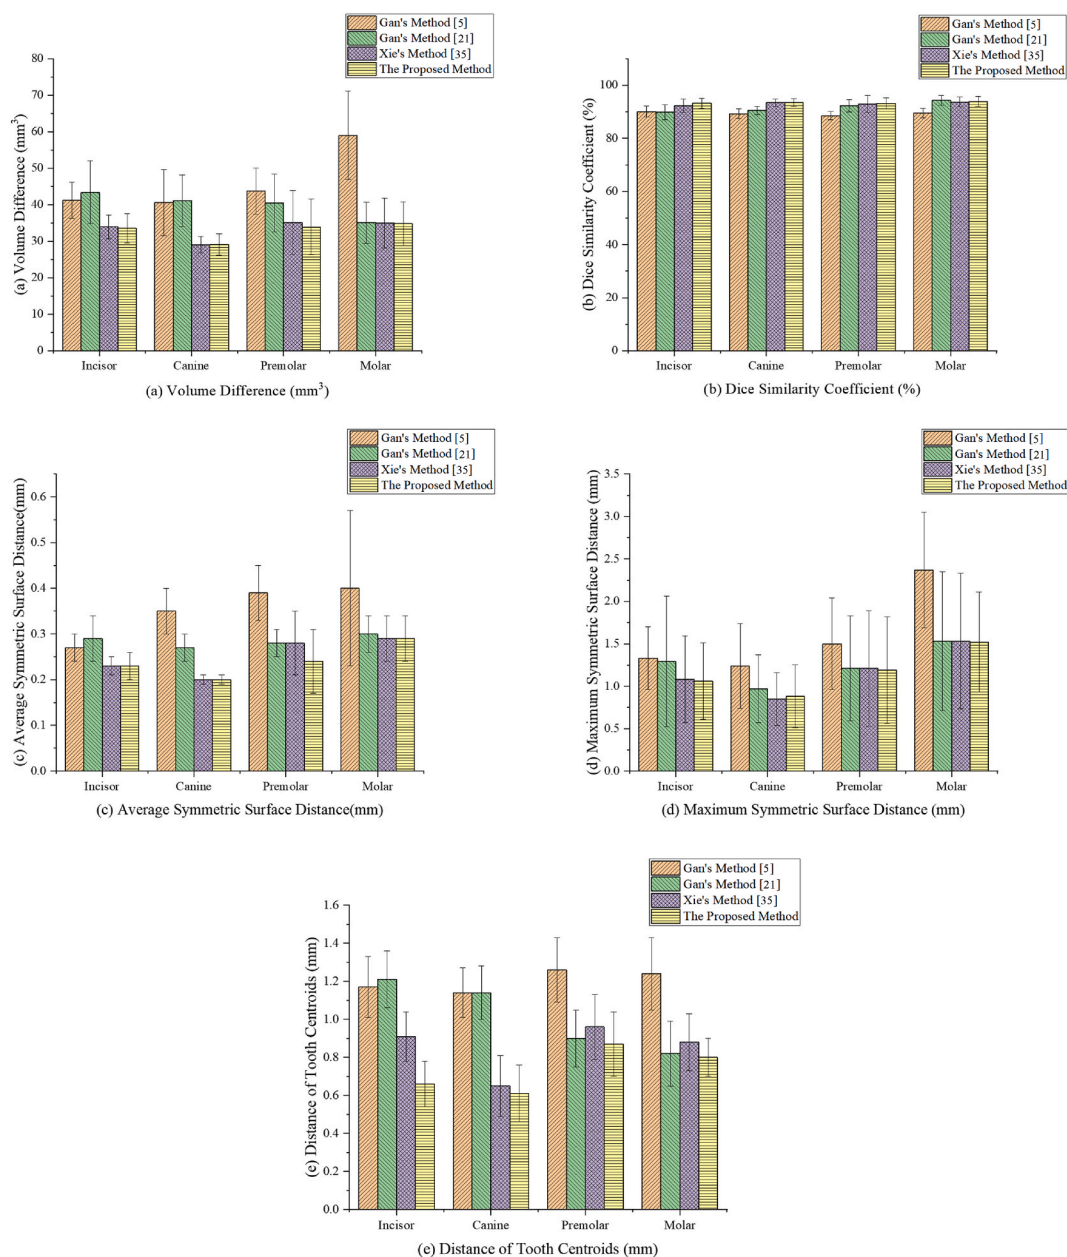 Gan's Method [5]
Gan's Method [21]
Xie's Method [35]
The Proposed Method
(a) Volume Difference (mm³)
80
70
60
50
40
30
20
10
0
Incisor Canine Premolar Molar
(a) Volume Difference (mm³)
Gan's Method [5]
Gan's Method [21]
Xie's Method [35]
The Proposed Method
(b) Dice Similarity Coefficient (%)
100
80
60
40
20
0
Incisor Canine Premolar Molar
(b) Dice Similarity Coefficient (%)
Gan's Method [5]
Gan's Method [21]
Xie's Method [35]
The Proposed Method
(c) Average Symmetric Surface Distance(mm)
0.6
0.5
0.4
0.3
0.2
0.1
0.0
Incisor Canine Premolar Molar
(c) Average Symmetric Surface Distance(mm)
Gan's Method [5]
Gan's Method [21]
Xie's Method [35]
The Proposed Method
(d) Maximum Symmetric Surface Distance (mm)
3.5
3.0
2.5
2.0
1.5
1.0
0.5
0.0
Incisor Canine Premolar Molar
(d) Maximum Symmetric Surface Distance (mm)
Gan's Method [5]
Gan's Method [21]
Xie's Method [35]
The Proposed Method
(e) Distance of Tooth Centroids (mm)
1.6
1.4
1.2
1.0
0.8
0.6
0.4
0.2
0.0
Incisor Canine Premolar Molar
(e) Distance of Tooth Centroids (mm)